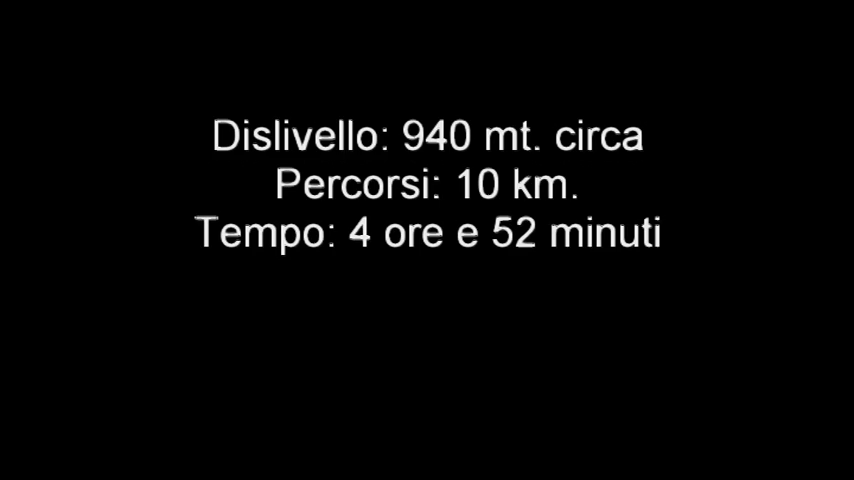 Dislivello: 940 mt. circa
Percorsi: 10 km.
Tempo: 4 ore e 52 minuti